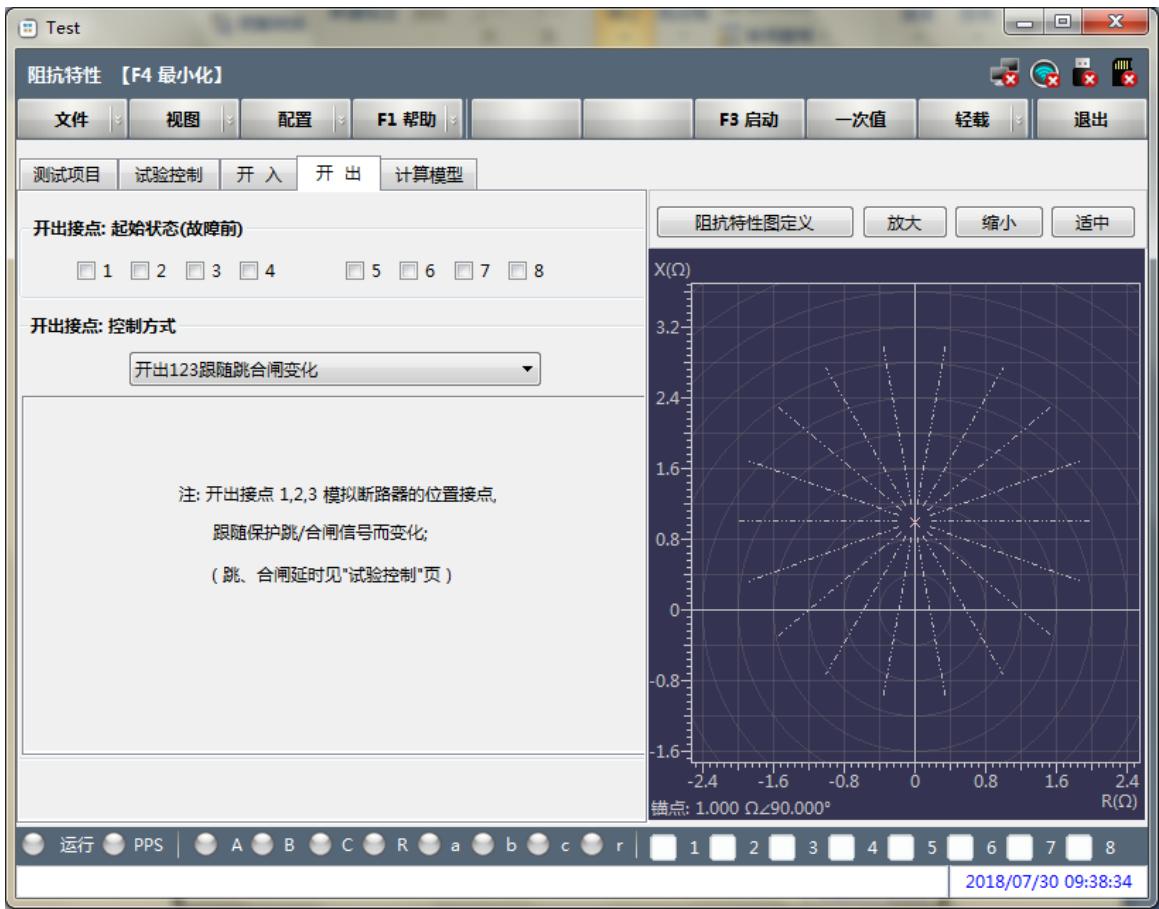 Test
阻抗特性 【F4 最小化】
文件 视图 配置 F1 帮助 F3 启动 一次值 轻载 退出
测试项目 试验控制 开 入 开 出 计算模型
开出接点: 起始状态(故障前)
1 2 3 4 5 6 7 8
开出接点: 控制方式
开出123跟随跳合闸变化
注: 开出接点 1,2,3 模拟断路器的位置接点,
跟随保护跳/合闸信号而变化;
( 跳、合闸延时见"试验控制"页 )
阻抗特性图定义 放大 缩小 适中
X(Ω)
3.2
2.4
1.6
0.8
0
-0.8
-1.6
-2.4 -1.6 -0.8 0 0.8 1.6 2.4
R(Ω)
锚点: 1.000 Ω∠90.000°
运行 PPS A B C R a b c r 1 2 3 4 5 6 7 8
2018/07/30 09:38:34